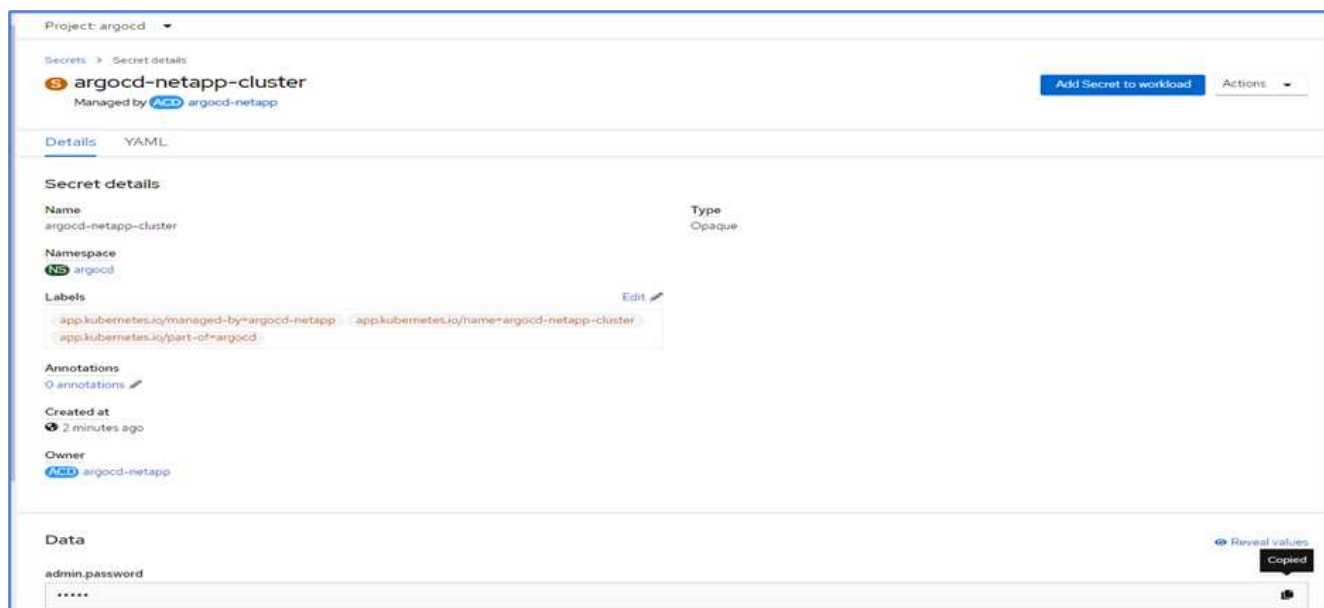 Project: argocd
Secrets > Secret details
S argocd-netapp-cluster
Add Secret to workload
Actions
Managed by ACD argocd-netapp
Details YAML
Secret details
Name
argocd-netapp-cluster
Type
Opaque
Namespace
NS argocd
Labels
Edit
app.kubernetes.io/managed-by=argocd-netapp app.kubernetes.io/name=argocd-netapp-cluster
app.kubernetes.io/part-of=argocd
Annotations
0 annotations
Created at
2 minutes ago
Owner
ACD argocd-netapp
Data
Reveal values
Copied
admin.password
•••••